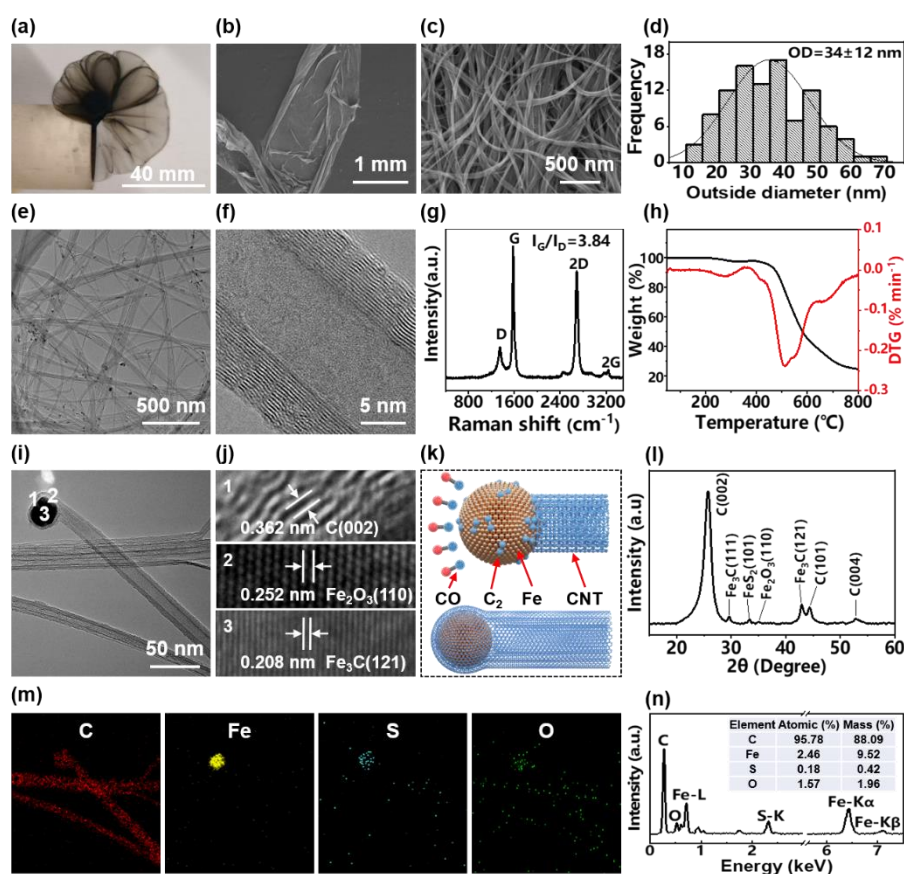 (a)
40 mm
(b)
1 mm
(c)
500 nm
(d)
OD=34±12 nm
Frequency
18
12
6
0
10 20 30 40 50 60 70
Outside diameter (nm)
(e)
500 nm
(f)
5 nm
(g)
Intensity(a.u.)
I_G/I_D=3.84
D
G
2D
2G
800 1600 2400 3200
Raman shift (cm⁻¹)
(h)
Weight (%)
100
80
60
40
20
0 200 400 600 800
Temperature (℃)
0.1
0.0
-0.1
-0.2
-0.3
DTG (% min⁻¹)
(i)
1 2
3
50 nm
(j)
1
0.362 nm C(002)
2
0.252 nm Fe₂O₃(110)
3
0.208 nm Fe₃C(121)
(k)
CO C₂ Fe CNT
(l)
Intensity (a.u)
C(002)
Fe₃C(111)
FeS₂(101)
Fe₂O₃(110)
Fe₃C(121)
C(101)
C(004)
20 30 40 50 60
2θ (Degree)
(m)
C
Fe
S
O
(n)
Intensity (a.u.)
Element Atomic (%) Mass (%)
C 95.78 88.09
Fe 2.46 9.52
S 0.18 0.42
O 1.57 1.96
C
O
Fe-L
S-K
Fe-Kα
Fe-Kβ
0 1 2 3 6 7
Energy (keV)